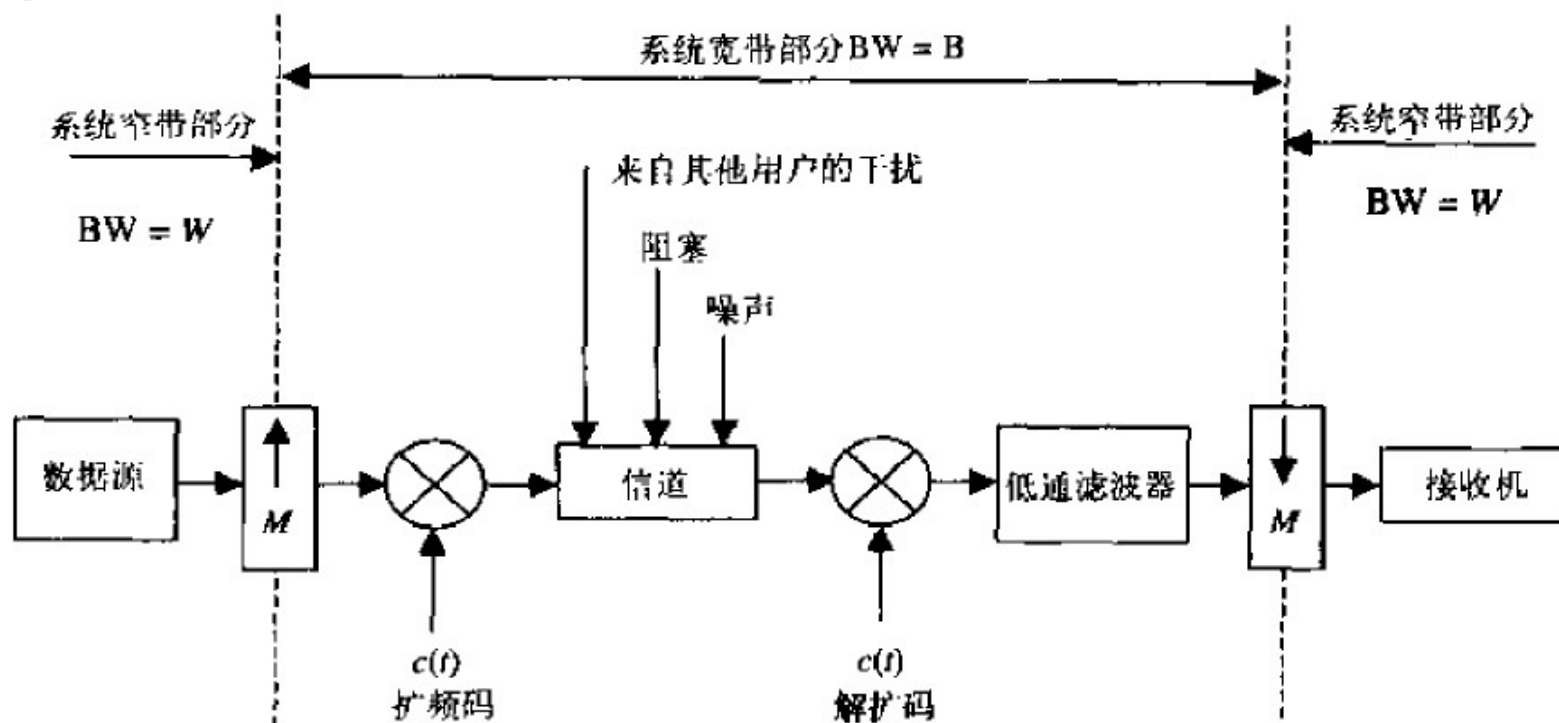 系统宽带部分BW = B
系统窄带部分
系统窄带部分
来自其他用户的干扰
BW = W
BW = W
阻塞
噪声
数据源
M
信道
低通滤波器
M
接收机
c(t)
扩频码
c(t)
解扩码